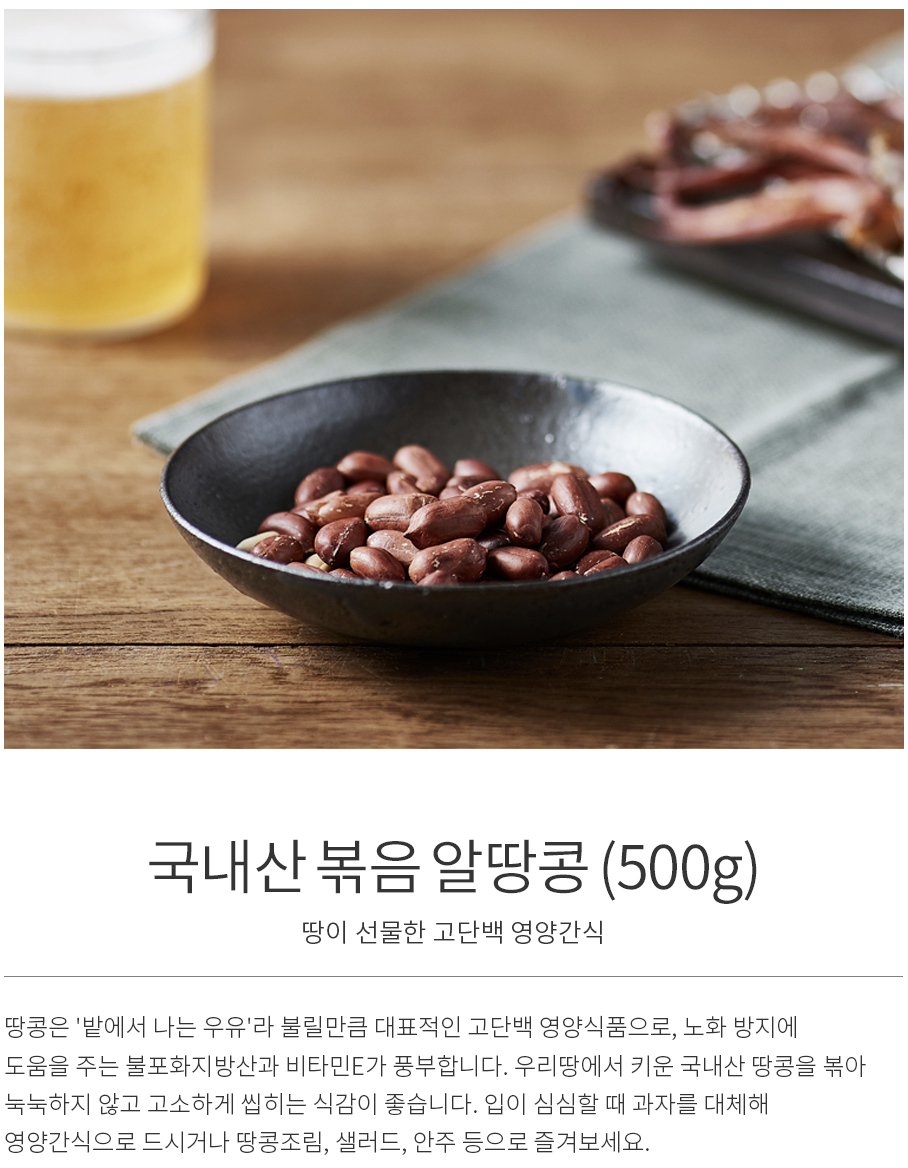 국내산 볶음 알땅콩 (500g)
땅이 선물한 고단백 영양간식
땅콩은 '밭에서 나는 우유'라 불릴만큼 대표적인 고단백 영양식품으로, 노화 방지에
도움을 주는 불포화지방산과 비타민E가 풍부합니다. 우리땅에서 키운 국내산 땅콩을 볶아
눅눅하지 않고 고소하게 씹히는 식감이 좋습니다. 입이 심심할 때 과자를 대체해
영양간식으로 드시거나 땅콩조림, 샐러드, 안주 등으로 즐겨보세요.